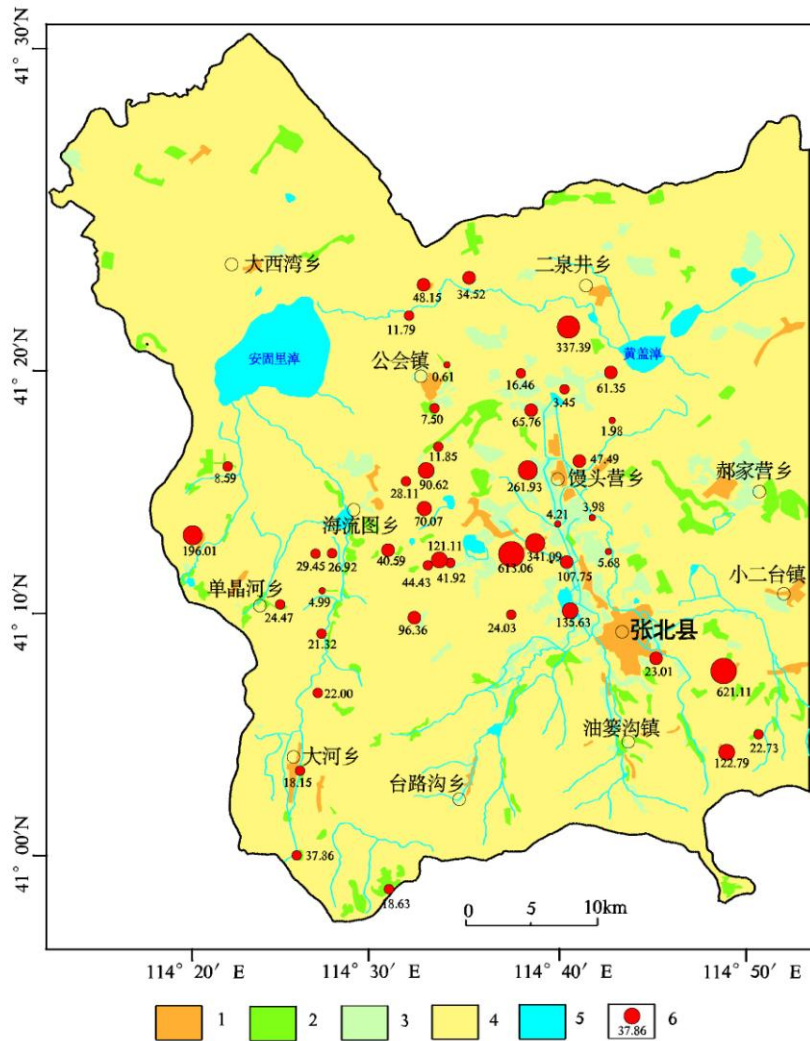 41° 30′N
大西湾乡
二泉井乡
48.15
34.52
11.79
337.39
安固里淖
黄盖淖
41° 20′N
公会镇
0.61
16.46
3.45
61.35
7.50
65.76
1.98
11.85
47.49
8.59
90.62
261.93
馒头营乡
郝家营乡
28.11
70.07
海流图乡
4.21
3.98
196.01
121.11
341.09
29.45
26.92
40.59
44.43
41.92
613.06
107.75
5.68
小二台镇
单晶河乡
4.99
24.47
41° 10′N
96.36
24.03
135.63
张北县
21.32
23.01
621.11
22.00
油篓沟镇
22.73
大河乡
122.79
18.15
台路沟乡
41° 00′N
37.86
18.63
0 5 10km
114° 20′ E 114° 30′ E 114° 40′ E 114° 50′ E
1 2 3 4 5 37.86 6